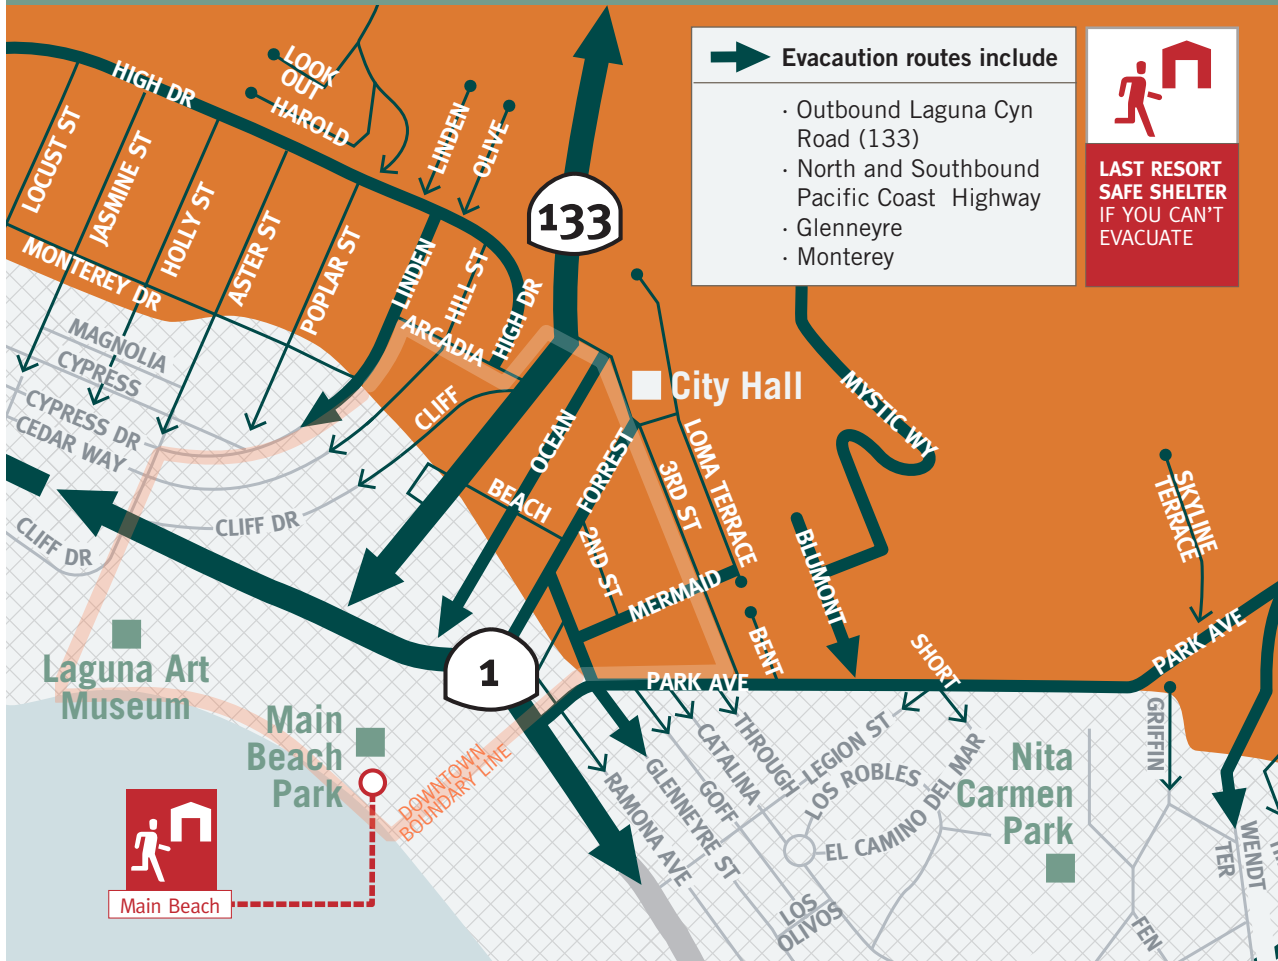 Evacaution routes include
· Outbound Laguna Cyn
Road (133)
· North and Southbound
Pacific Coast Highway
· Glenneyre
· Monterey
LAST RESORT
SAFE SHELTER
IF YOU CAN'T
EVACUATE
HIGH DR
LOOK
OUT
HAROLD
LINDEN
OLIVE
LOCUST ST
JASMINE ST
HOLLY ST
ASTER ST
POPLAR ST
LINDEN
HILL ST
HIGH DR
133
MONTEREY DR
ARCADIA
MAGNOLIA
CYPRESS
CYPRESS DR
CEDAR WAY
CLIFF
City Hall
MYSTIC WY
OCEAN
FORREST
LOMA TERRACE
3RD ST
BEACH
2ND ST
CLIFF DR
CLIFF DR
SKYLINE
TERRACE
BLUMONT
MERMAID
BENT
SHORT
PARK AVE
PARK AVE
1
Laguna Art
Museum
Main
Beach
Park
DOWNTOWN
BOUNDARY LINE
GRIFFIN
THROUGH
CATALINA
GOFF
GLENNEYRE ST
RAMONA AVE
LEGION ST
LOS ROBLES
EL CAMINO DEL MAR
Nita
Carmen
Park
WENDT
TER
LOS
OLIVOS
FEN
Main Beach